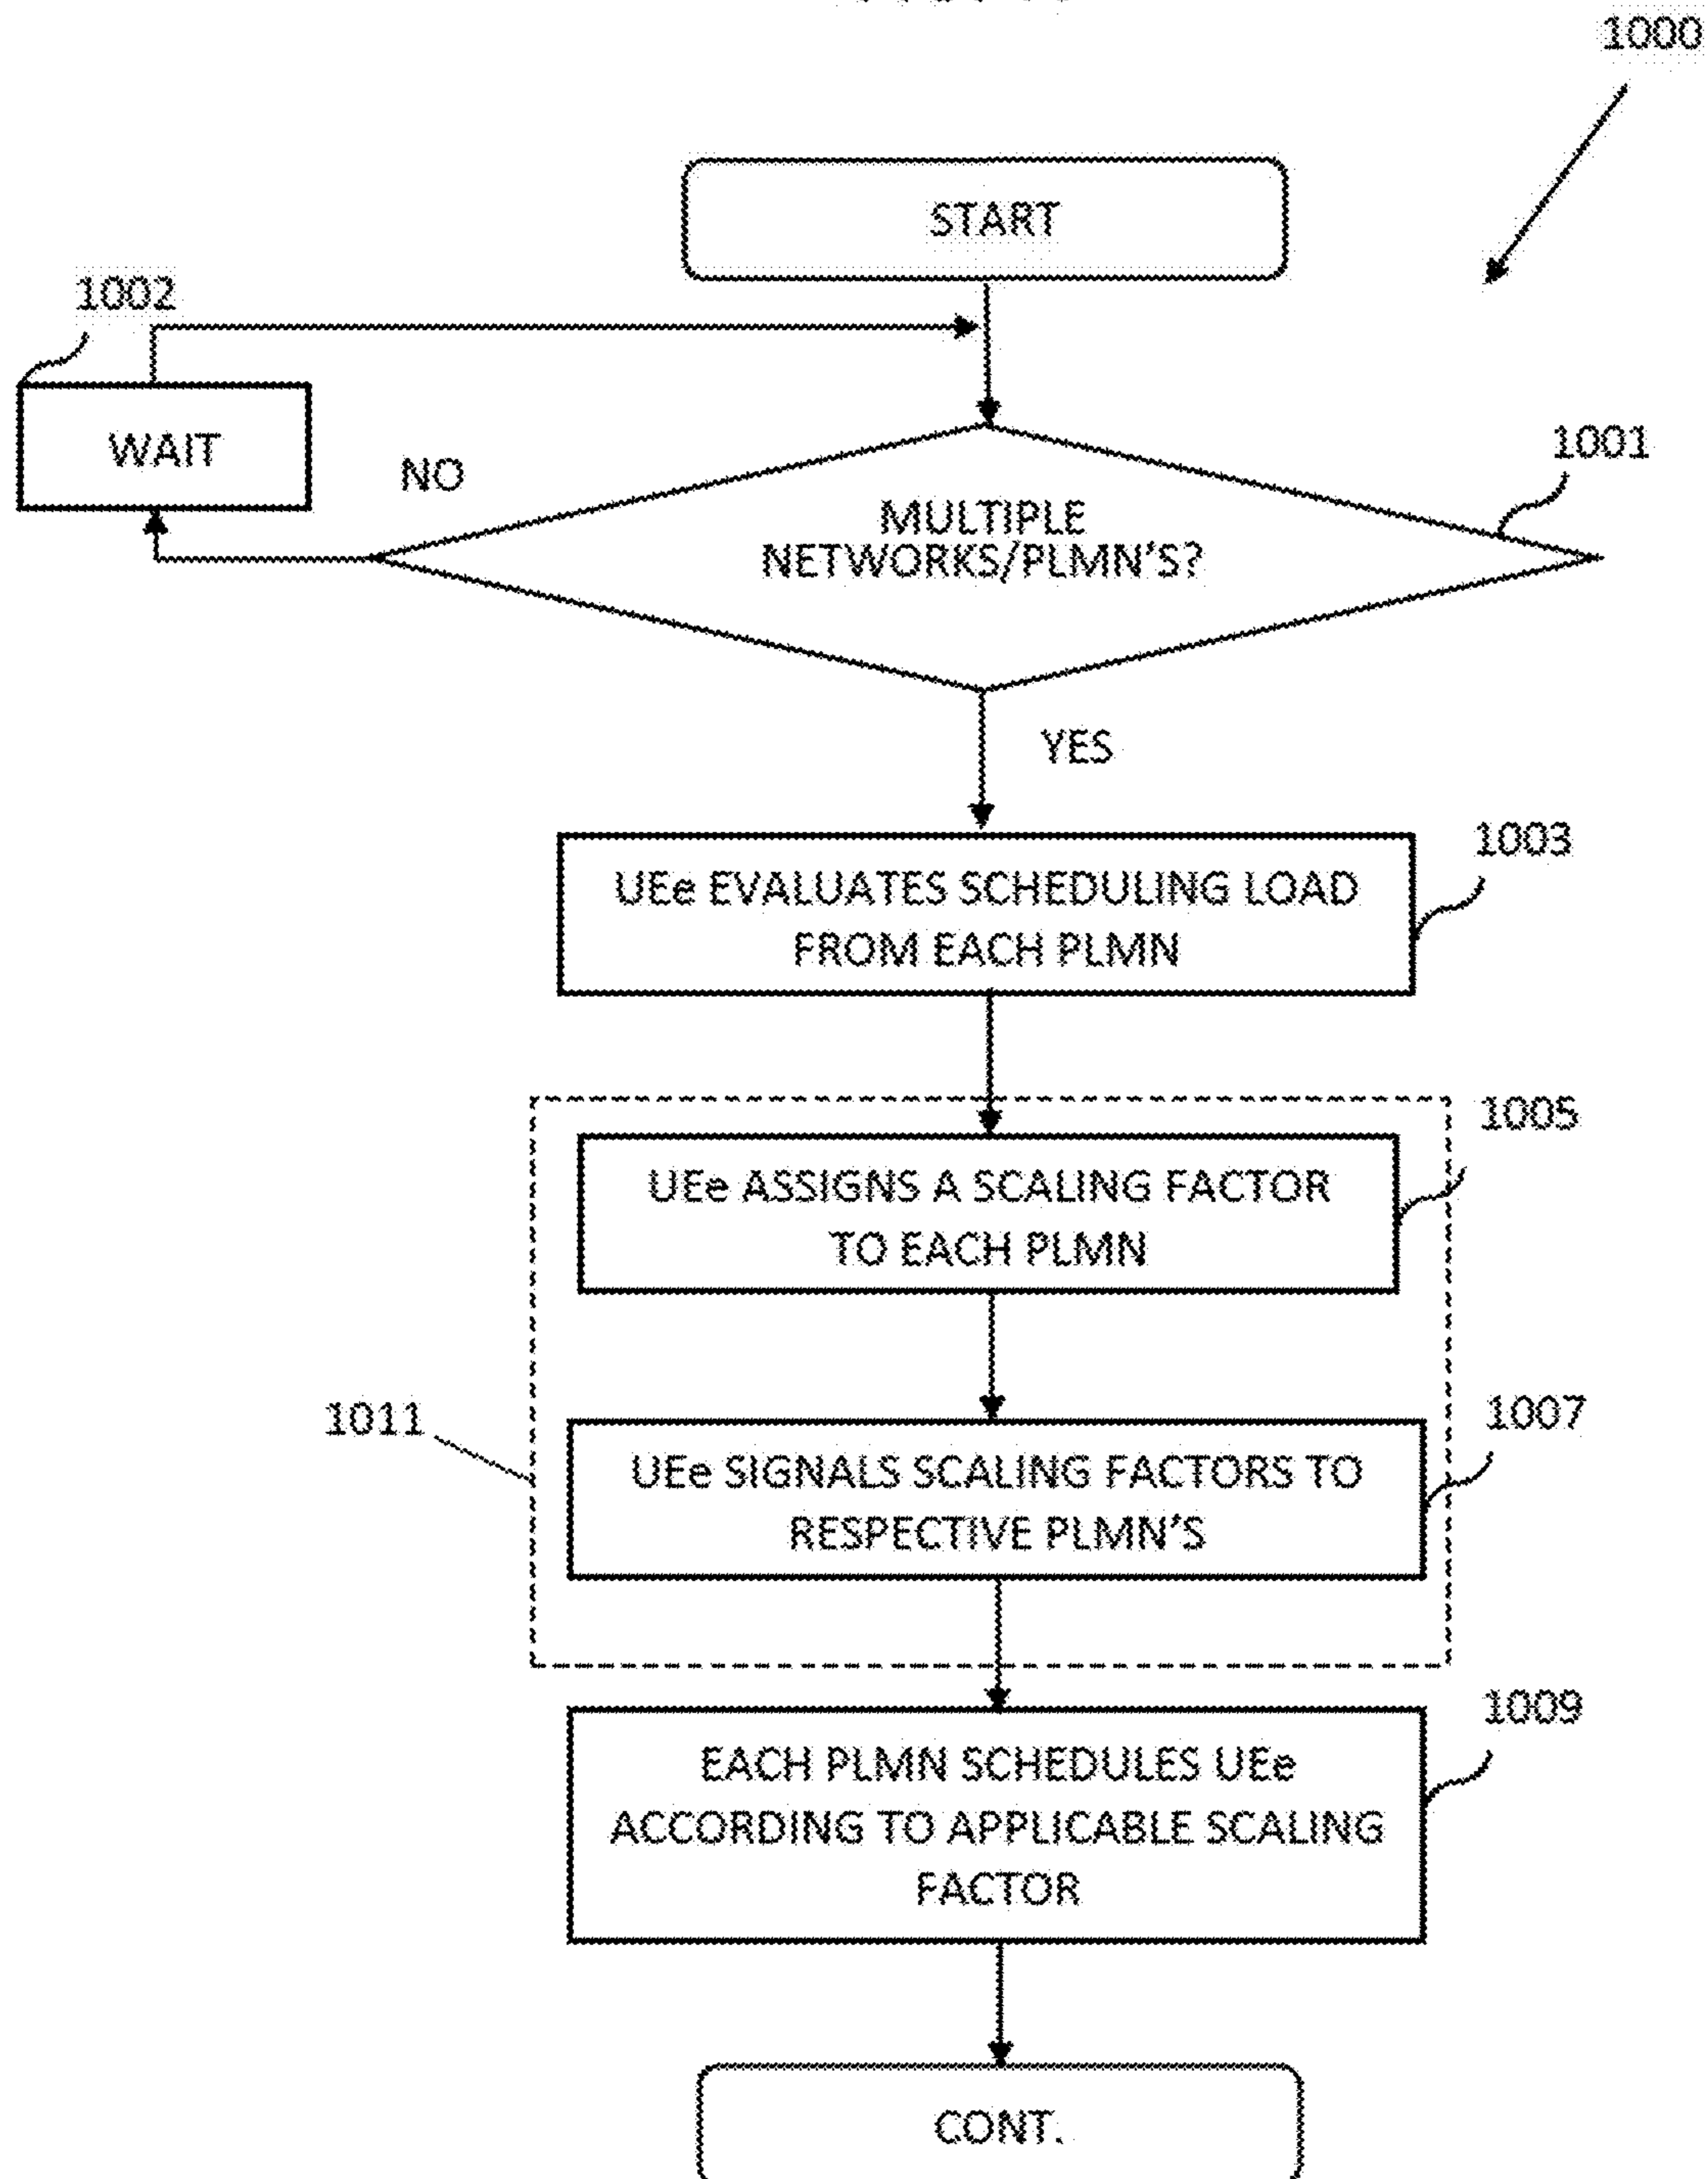 1000
START
1002
WAIT
NO
1001
MULTIPLE
NETWORKS/PLMN'S?
YES
1003
UEe EVALUATES SCHEDULING LOAD
FROM EACH PLMN
1005
UEe ASSIGNS A SCALING FACTOR
TO EACH PLMN
1011
1007
UEe SIGNALS SCALING FACTORS TO
RESPECTIVE PLMN'S
1009
EACH PLMN SCHEDULES UEe
ACCORDING TO APPLICABLE SCALING
FACTOR
CONT.